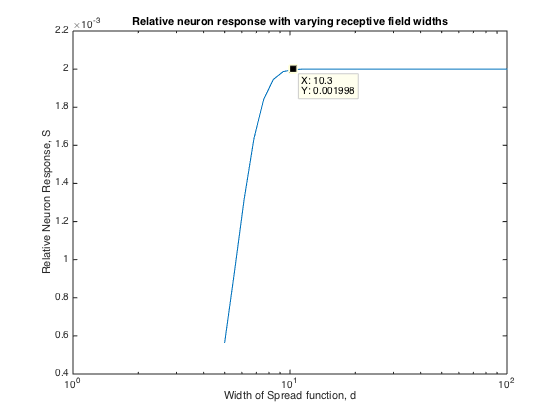 ×10⁻³
Relative neuron response with varying receptive field widths
2.2
2
1.8
1.6
1.4
1.2
1
0.8
0.6
0.4
Relative Neuron Response, S
X: 10.3
Y: 0.001998
10⁰
10¹
10²
Width of Spread function, d